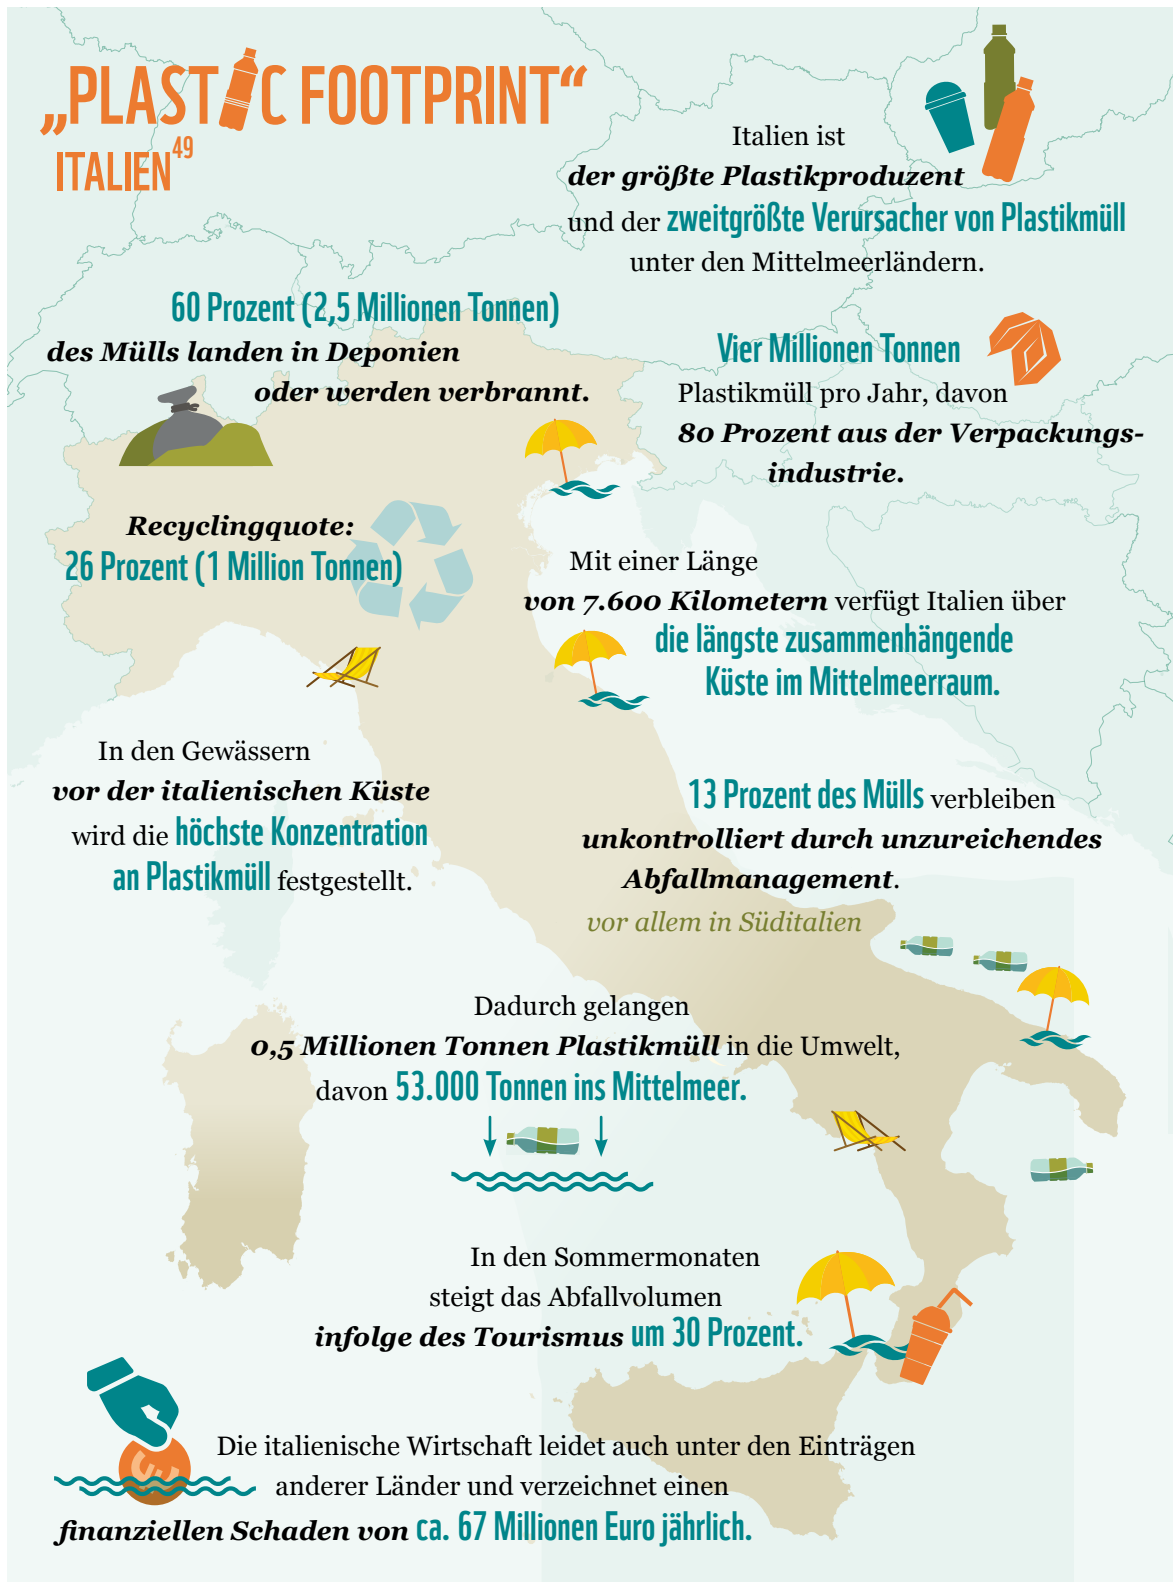 „PLASTIC FOOTPRINT“
ITALIEN49
Italien ist
der größte Plastikproduzent
und der zweitgrößte Verursacher von Plastikmüll
unter den Mittelmeerländern.
60 Prozent (2,5 Millionen Tonnen)
des Mülls landen in Deponien
oder werden verbrannt.
Vier Millionen Tonnen
Plastikmüll pro Jahr, davon
80 Prozent aus der Verpackungs-
industrie.
Recyclingquote:
26 Prozent (1 Million Tonnen)
Mit einer Länge
von 7.600 Kilometern verfügt Italien über
die längste zusammenhängende
Küste im Mittelmeerraum.
In den Gewässern
vor der italienischen Küste
wird die höchste Konzentration
an Plastikmüll festgestellt.
13 Prozent des Mülls verbleiben
unkontrolliert durch unzureichendes
Abfallmanagement.
vor allem in Süditalien
Dadurch gelangen
0,5 Millionen Tonnen Plastikmüll in die Umwelt,
davon 53.000 Tonnen ins Mittelmeer.
In den Sommermonaten
steigt das Abfallvolumen
infolge des Tourismus um 30 Prozent.
Die italienische Wirtschaft leidet auch unter den Einträgen
anderer Länder und verzeichnet einen
finanziellen Schaden von ca. 67 Millionen Euro jährlich.